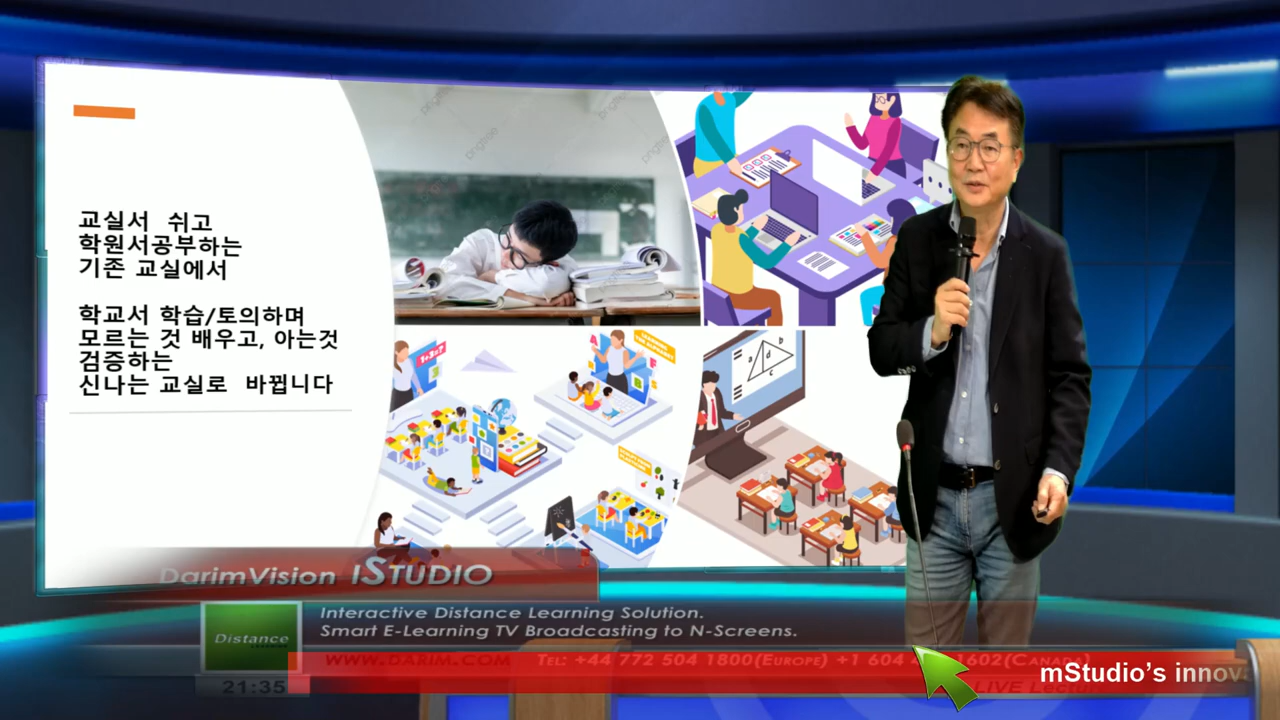 교실서 쉬고
학원서공부하는
기존 교실에서
학교서 학습/토의하며
모르는 것 배우고, 아는것
검증하는
신나는 교실로 바뀝니다
DarimVision ISTUDIO
Interactive Distance Learning Solution.
Smart E-Learning TV Broadcasting to N-Screens.
Distance
LEARNING
WWW.DARIM.COM Tel: +44 772 504 1800(Europe) +1 604 1602(Canada)
mStudio's innov
21:35
LIVE